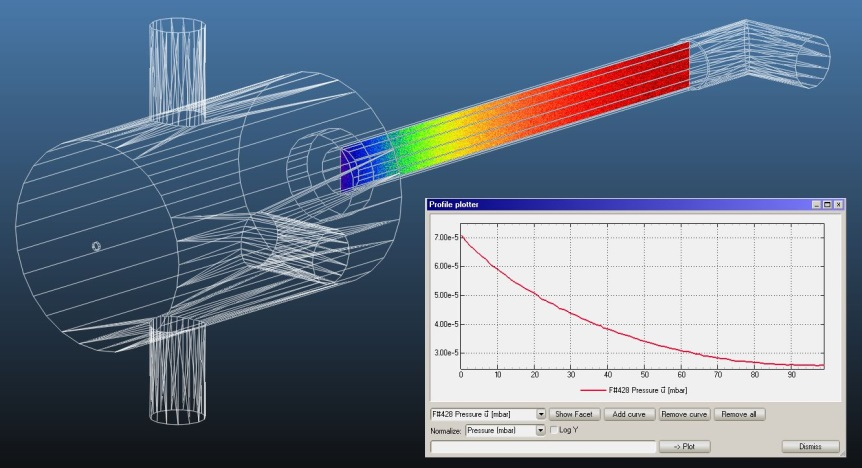 Profile plotter
7.00e-5
6.00e-5
5.00e-5
4.00e-5
3.00e-5
0 10 20 30 40 50 60 70 80 90
F#428 Pressure ū [mbar]
F#428 Pressure ū [mbar] Show Facet Add curve Remove curve Remove all
Normalize: Pressure (mbar) Log Y
-> Plot Dismiss